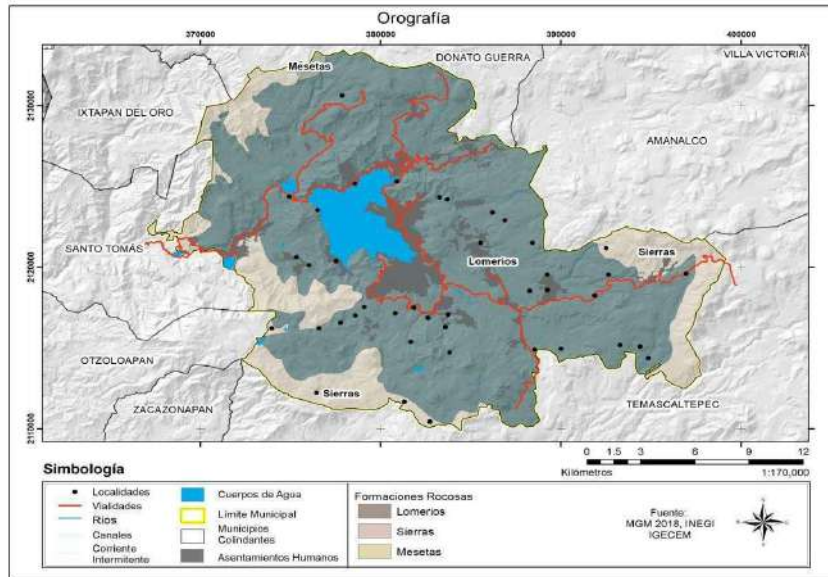 Orografía
370000 380000 390000 400000
DONATO GUERRA
VILLA VICTORIA
Mesetas
2130000
IXTAPAN DEL ORO
AMANALCO
SANTO TOMÁS
Lomerios
Sierras
2120000
OTZOLOAPAN
Sierras
ZACAZONAPAN
TEMASCALTEPEC
2110000
Simbología
0 1.5 3 6 9 12
Kilómetros
1:170,000
Localidades
Vialidades
Ríos
Canales
Corriente
Intermitente
Cuerpos de Agua
Límite Municipal
Municipios
Colindantes
Asentamientos Humanos
Formaciones Rocosas
Lomerios
Sierras
Mesetas
Fuente:
MGM 2018, INEGI
IGECEM